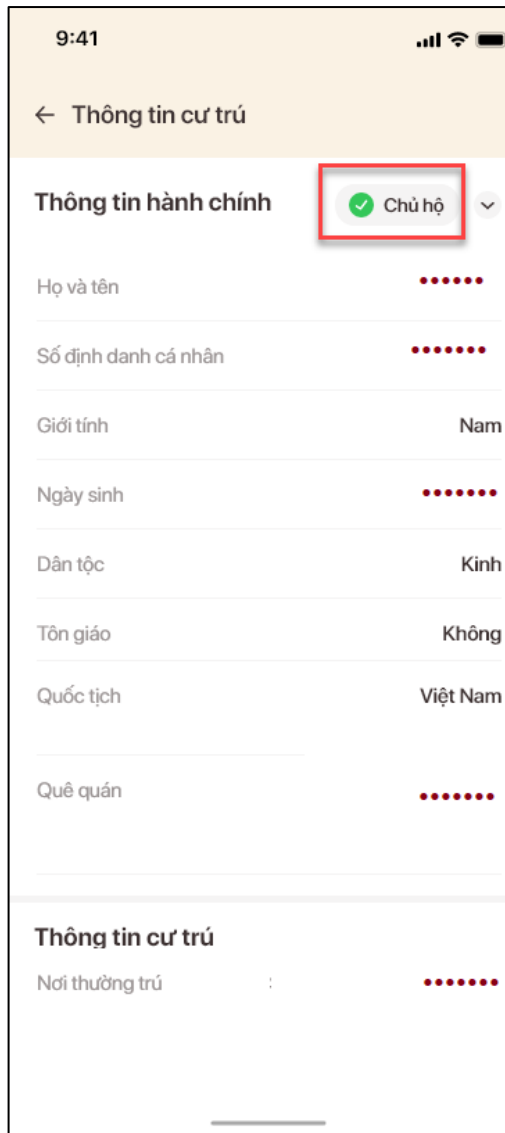 9:41
← Thông tin cư trú
Thông tin hành chính Chủ hộ
Họ và tên ••••••
Số định danh cá nhân •••••••
Giới tính Nam
Ngày sinh •••••••
Dân tộc Kinh
Tôn giáo Không
Quốc tịch Việt Nam
Quê quán •••••••
Thông tin cư trú
Nơi thường trú : •••••••